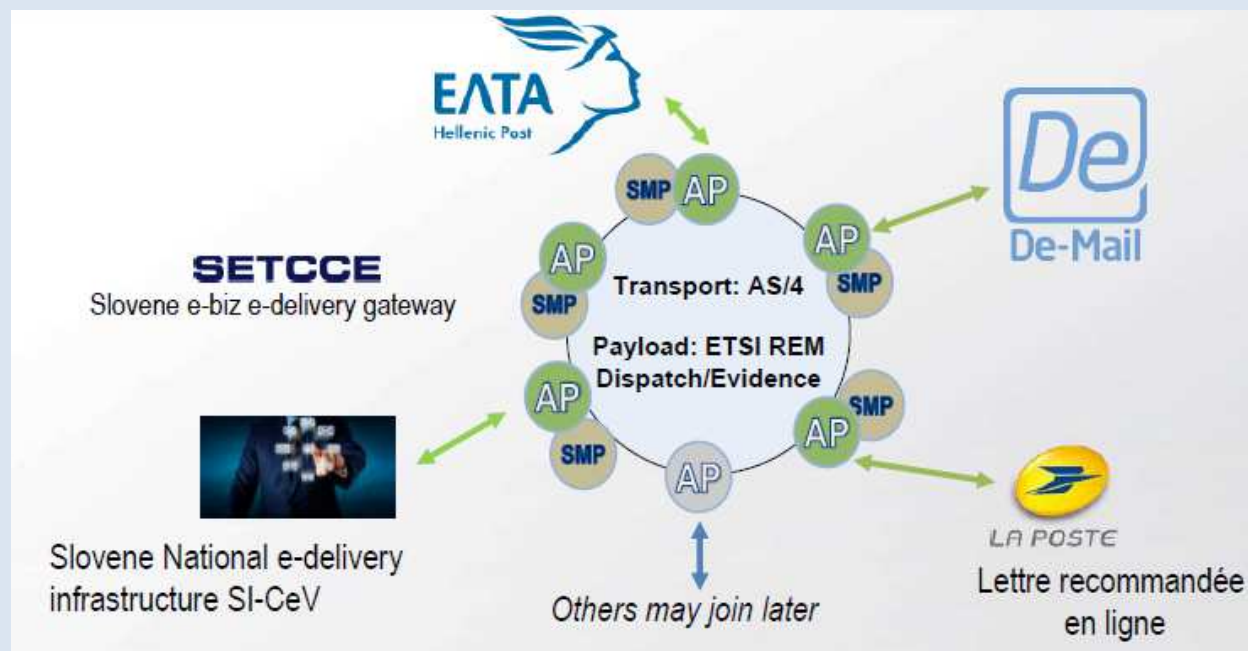 ΕΛΤΑ
Hellenic Post
De
De-Mail
SMP
AP
AP
AP
SMP
SMP
SETCCE
Slovene e-biz e-delivery gateway
Transport: AS/4
Payload: ETSI REM
Dispatch/Evidence
AP
SMP
AP
SMP
AP
Slovene National e-delivery
infrastructure SI-CeV
Others may join later
LA POSTE
Lettre recommandée
en ligne